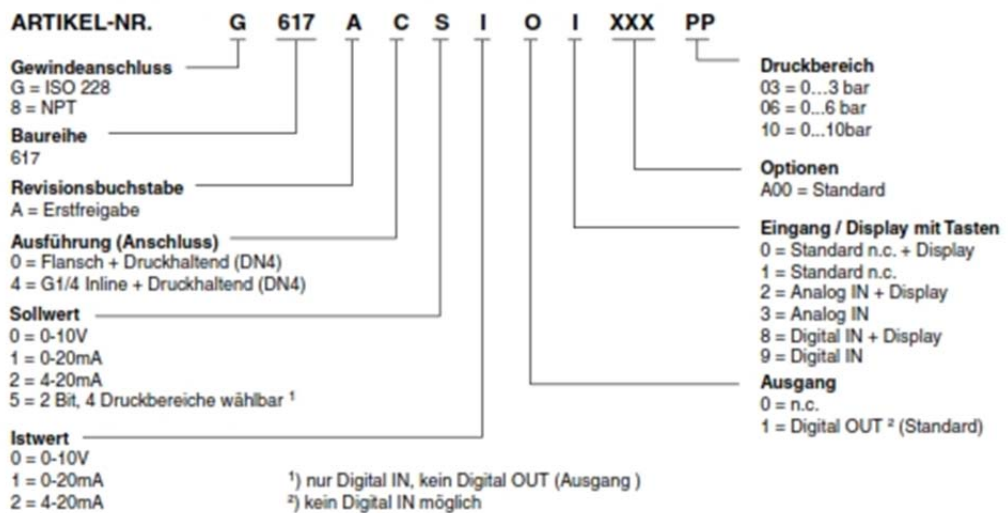 ARTIKEL-NR. G 617 A C S I O I XXX PP
Gewindeanschluss
G = ISO 228
8 = NPT
Baureihe
617
Revisionsbuchstabe
A = Erstfreigabe
Ausführung (Anschluss)
0 = Flansch + Druckhaltend (DN4)
4 = G1/4 Inline + Druckhaltend (DN4)
Sollwert
0 = 0-10V
1 = 0-20mA
2 = 4-20mA
5 = 2 Bit, 4 Druckbereiche wählbar ¹
Istwert
0 = 0-10V
1 = 0-20mA
2 = 4-20mA
¹) nur Digital IN, kein Digital OUT (Ausgang )
²) kein Digital IN möglich
Druckbereich
03 = 0...3 bar
06 = 0...6 bar
10 = 0...10bar
Optionen
A00 = Standard
Eingang / Display mit Tasten
0 = Standard n.c. + Display
1 = Standard n.c.
2 = Analog IN + Display
3 = Analog IN
8 = Digital IN + Display
9 = Digital IN
Ausgang
0 = n.c.
1 = Digital OUT ² (Standard)